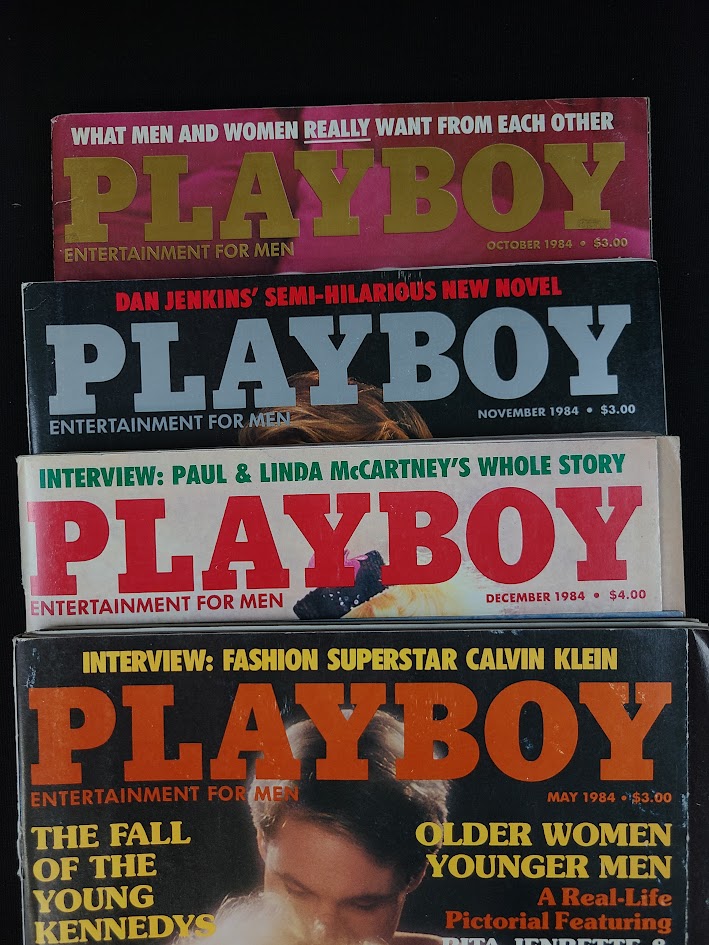 WHAT MEN AND WOMEN REALLY WANT FROM EACH OTHER
PLAYBOY
ENTERTAINMENT FOR MEN
OCTOBER 1984 • $3.00
DAN JENKINS' SEMI-HILARIOUS NEW NOVEL
PLAYBOY
ENTERTAINMENT FOR MEN
NOVEMBER 1984 • $3.00
INTERVIEW: PAUL & LINDA McCARTNEY'S WHOLE STORY
PLAYBOY
ENTERTAINMENT FOR MEN
DECEMBER 1984 • $4.00
INTERVIEW: FASHION SUPERSTAR CALVIN KLEIN
PLAYBOY
ENTERTAINMENT FOR MEN
MAY 1984 • $3.00
THE FALL
OF THE
YOUNG
KENNEDYS
OLDER WOMEN
YOUNGER MEN
A Real-Life
Pictorial Featuring